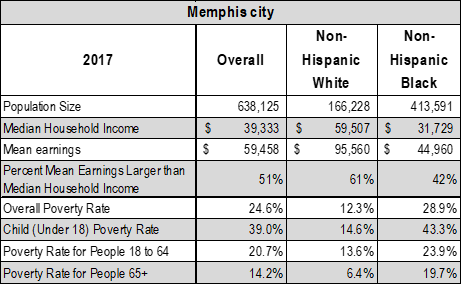 Memphis city
2017 Overall Non-Hispanic White Non-Hispanic Black
Population Size 638,125 166,228 413,591
Median Household Income $ 39,333 $ 59,507 $ 31,729
Mean earnings $ 59,458 $ 95,560 $ 44,960
Percent Mean Earnings Larger than Median Household Income 51% 61% 42%
Overall Poverty Rate 24.6% 12.3% 28.9%
Child (Under 18) Poverty Rate 39.0% 14.6% 43.3%
Poverty Rate for People 18 to 64 20.7% 13.6% 23.9%
Poverty Rate for People 65+ 14.2% 6.4% 19.7%